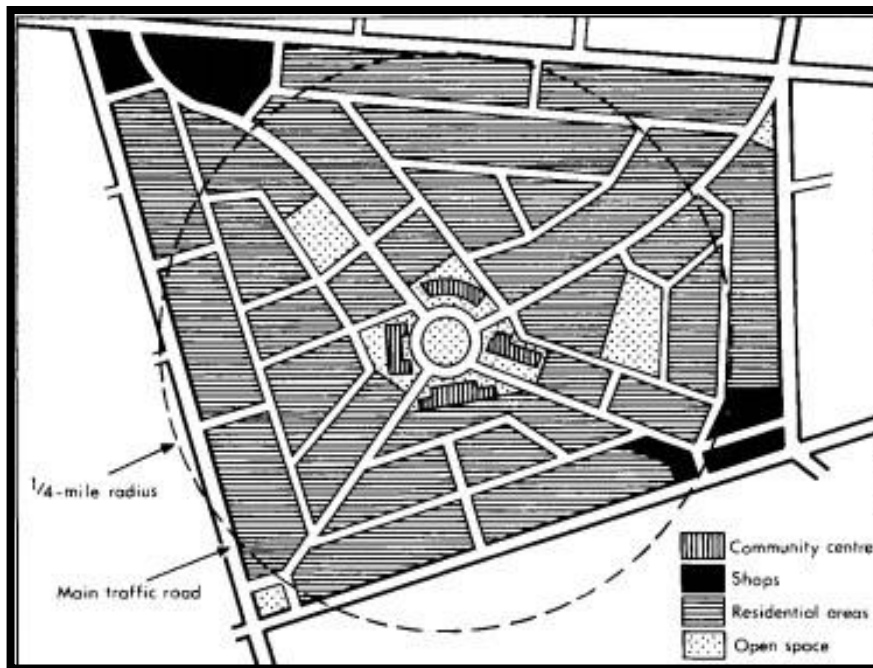 1/4-mile radius
Main traffic road
Community centre
Shops
Residential areas
Open space